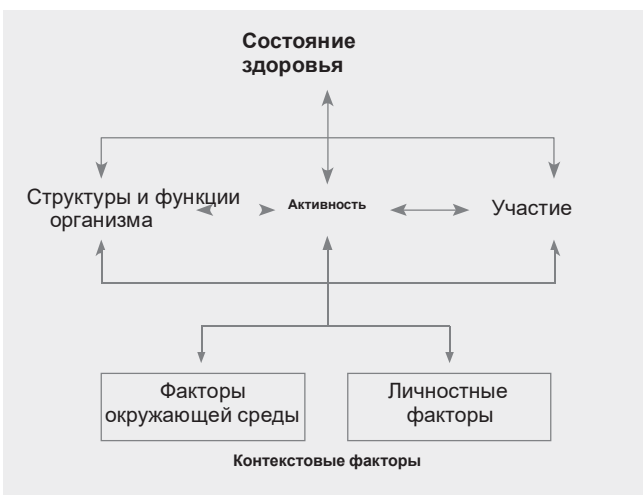 Состояние
здоровья
Структуры и функции
организма
Активность
Участие
Факторы
окружающей среды
Личностные
факторы
Контекстовые факторы